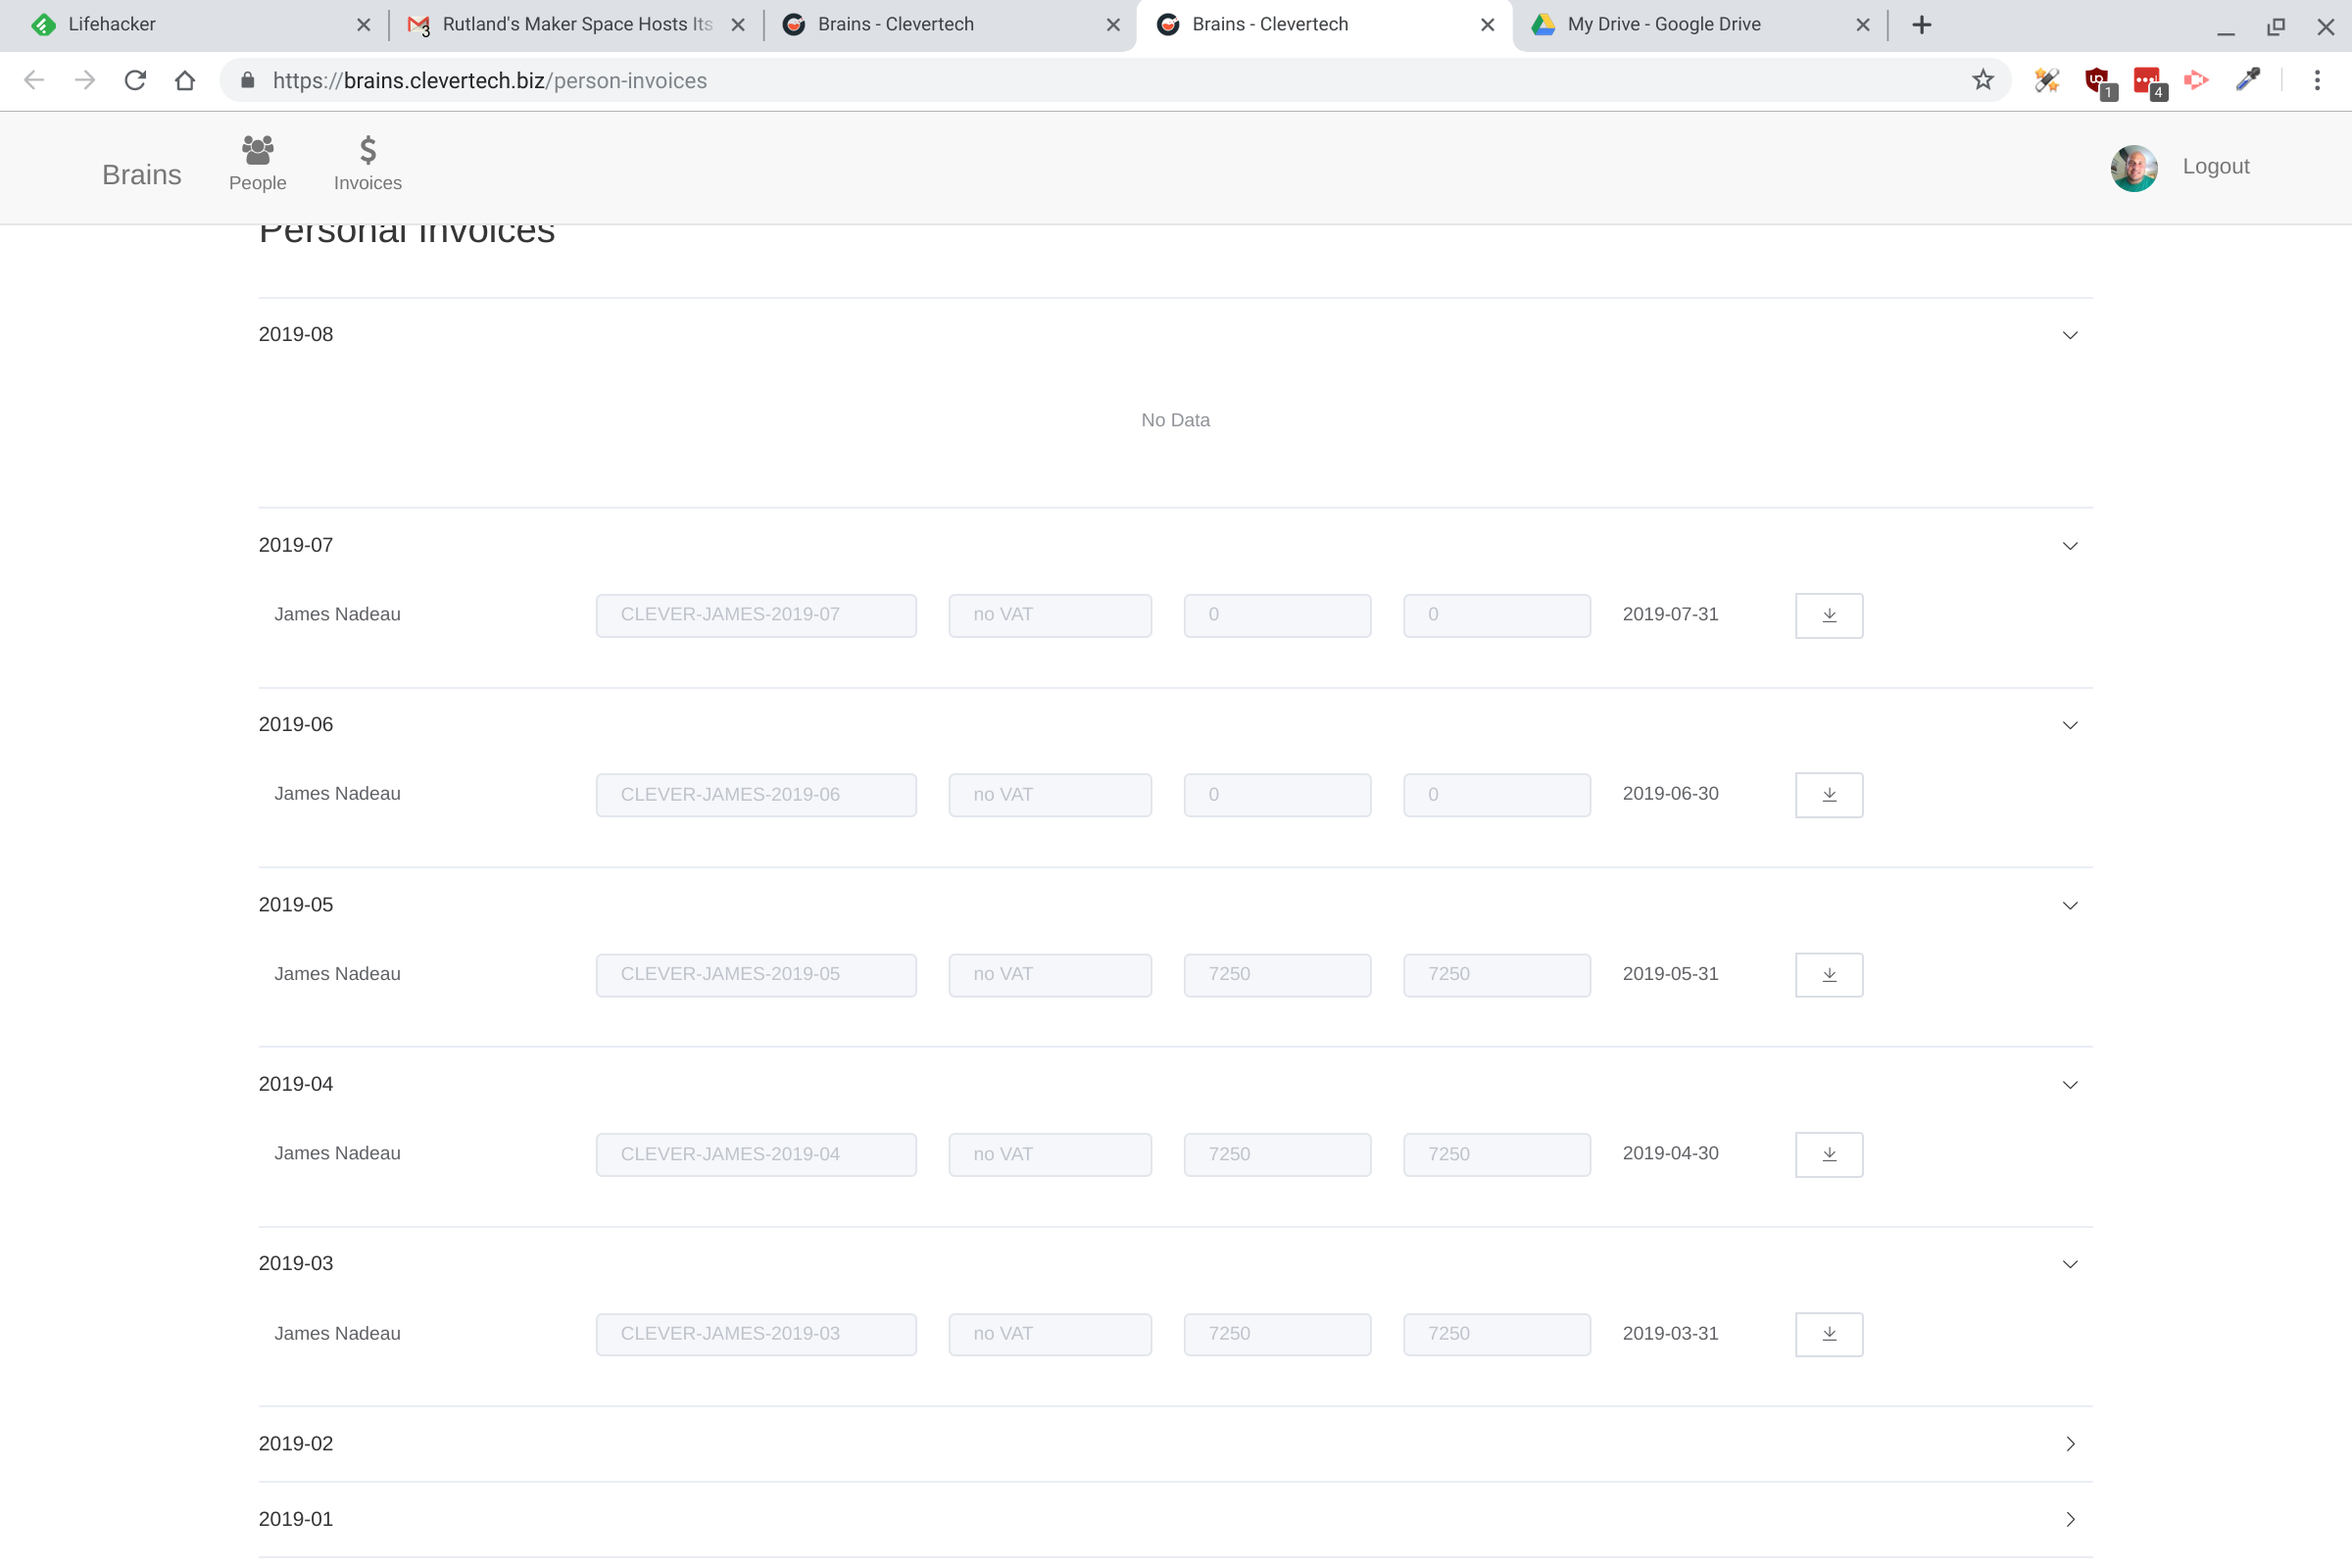 Lifehacker
3 Rutland's Maker Space Hosts Its
Brains - Clevertech
Brains - Clevertech
My Drive - Google Drive
https://brains.clevertech.biz/person-invoices
1
4
Brains
People
$ Invoices
Logout
Personal Invoices
2019-08
No Data
2019-07
James Nadeau CLEVER-JAMES-2019-07 no VAT 0 0 2019-07-31
2019-06
James Nadeau CLEVER-JAMES-2019-06 no VAT 0 0 2019-06-30
2019-05
James Nadeau CLEVER-JAMES-2019-05 no VAT 7250 7250 2019-05-31
2019-04
James Nadeau CLEVER-JAMES-2019-04 no VAT 7250 7250 2019-04-30
2019-03
James Nadeau CLEVER-JAMES-2019-03 no VAT 7250 7250 2019-03-31
2019-02
2019-01